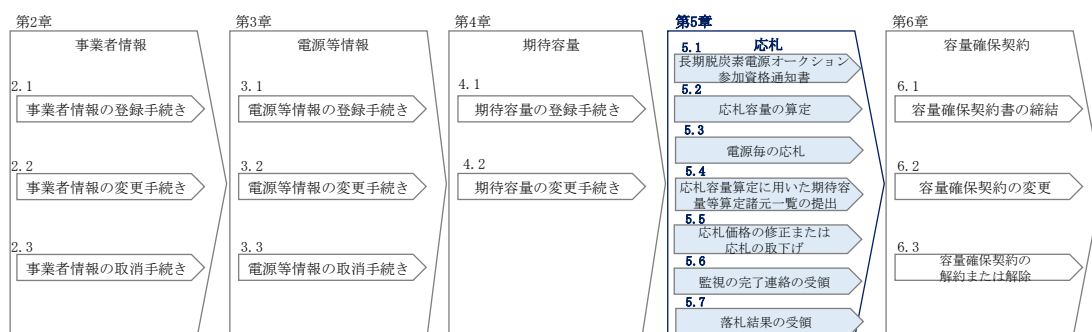 第2章
事業者情報
2.1
事業者情報の登録手続き
2.2
事業者情報の変更手続き
2.3
事業者情報の取消手続き
第3章
電源等情報
3.1
電源等情報の登録手続き
3.2
電源等情報の変更手続き
3.3
電源等情報の取消手続き
第4章
期待容量
4.1
期待容量の登録手続き
4.2
期待容量の変更手続き
第5章
応札
5.1
長期脱炭素電源オークション
参加資格通知書
5.2
応札容量の算定
5.3
電源毎の応札
5.4
応札容量算定に用いた期待容
量等算定諸元一覧の提出
5.5
応札価格の修正または
応札の取下げ
5.6
監視の完了連絡の受領
5.7
落札結果の受領
第6章
容量確保契約
6.1
容量確保契約書の締結
6.2
容量確保契約の変更
6.3
容量確保契約の
解約または解除